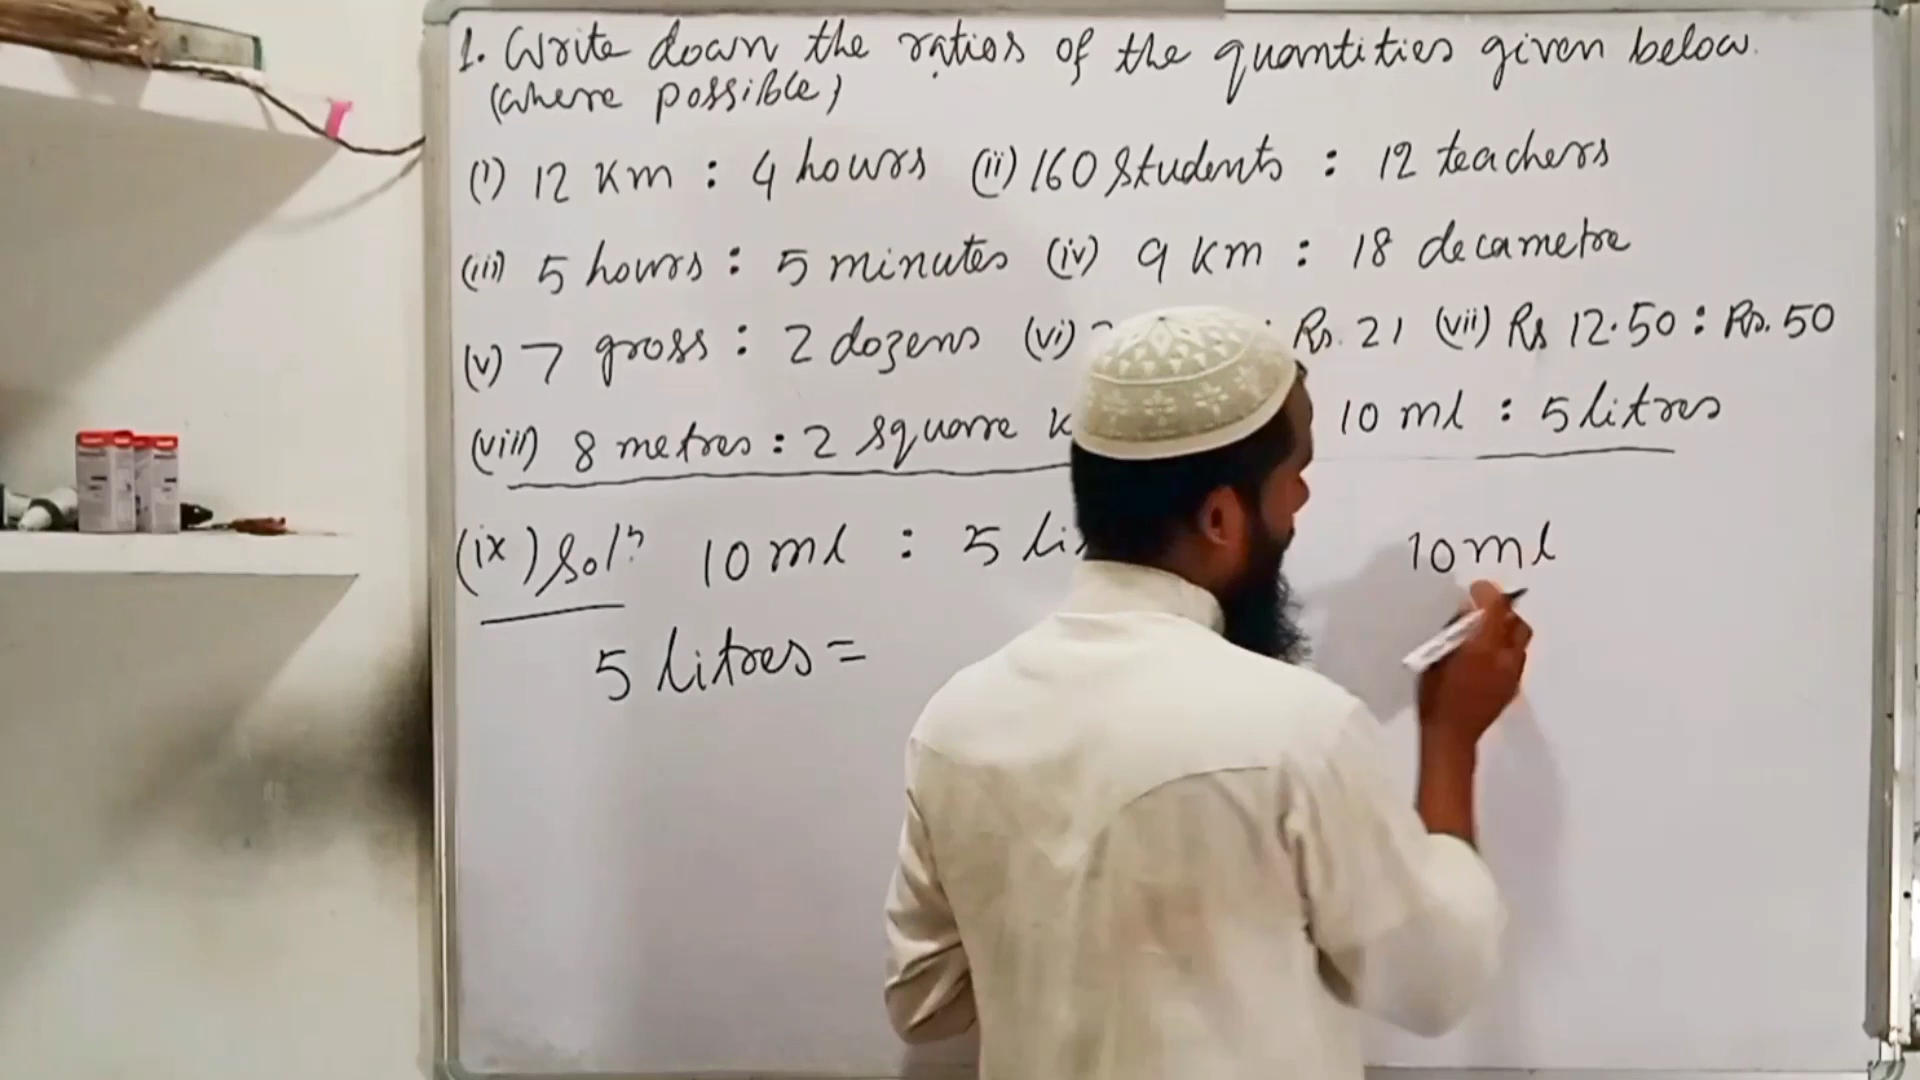 1. Write down the ratios of the quantities given below.
(where possible)
(i) 12 Km : 4 hours (ii) 160 Students : 12 teachers
(iii) 5 hours : 5 minutes (iv) 9 Km : 18 decametre
(v) 7 gross : 2 dozens (vi) : Rs. 21 (vii) Rs 12.50 : Rs. 50
(viii) 8 metres : 2 square 10 ml : 5 litres
(ix) Solⁿ. 10 ml : 5 10 ml
5 litres =